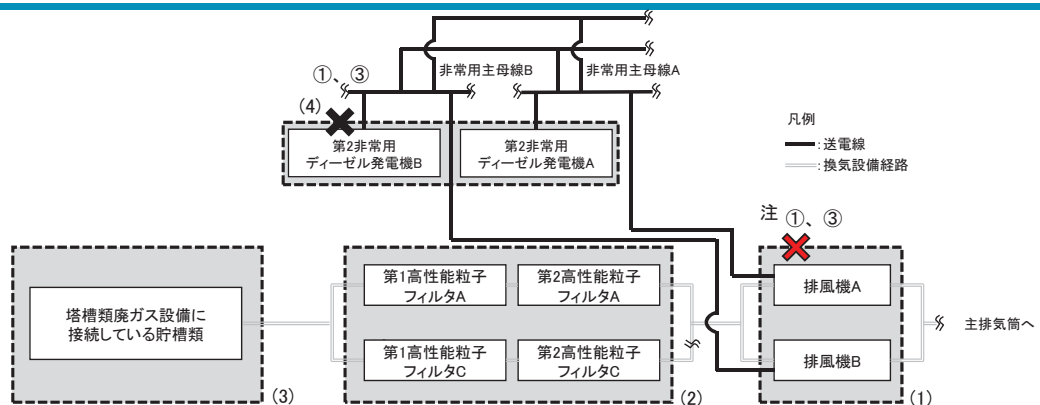 非常用主母線B
非常用主母線A
①、③
(4)
第2非常用
ディーゼル発電機B
第2非常用
ディーゼル発電機A
凡例
:送電線
:換気設備経路
注 ①、③
塔槽類廃ガス設備に
接続している貯槽類
(3)
第1高性能粒子
フィルタA
第2高性能粒子
フィルタA
第1高性能粒子
フィルタC
第2高性能粒子
フィルタC
(2)
排風機A
排風機B
(1)
主排気筒へ